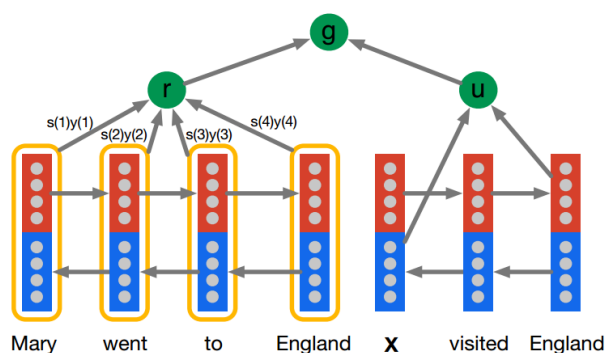 g
r
u
s(1)y(1)
s(2)y(2)
s(3)y(3)
s(4)y(4)
Mary went to England X visited England